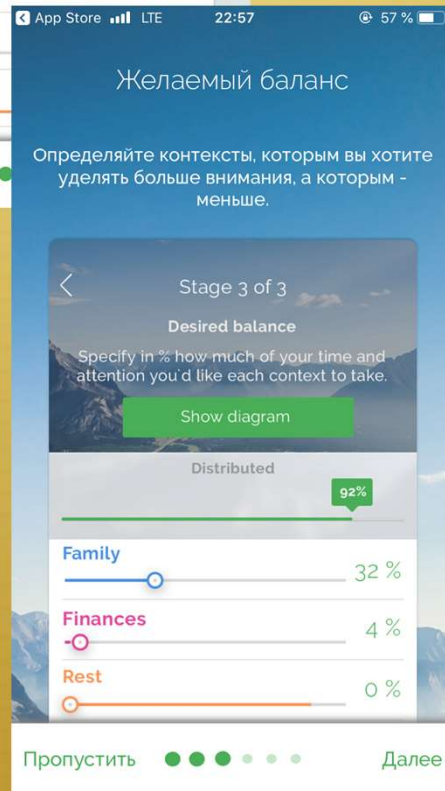 App Store LTE 22:57 57 %
Желаемый баланс
Определяйте контексты, которым вы хотите
уделять больше внимания, а которым -
меньше.
Stage 3 of 3
Desired balance
Specify in % how much of your time and
attention you`d like each context to take.
Show diagram
Distributed
92%
Family
32 %
Finances
4 %
Rest
0 %
Пропустить Далее